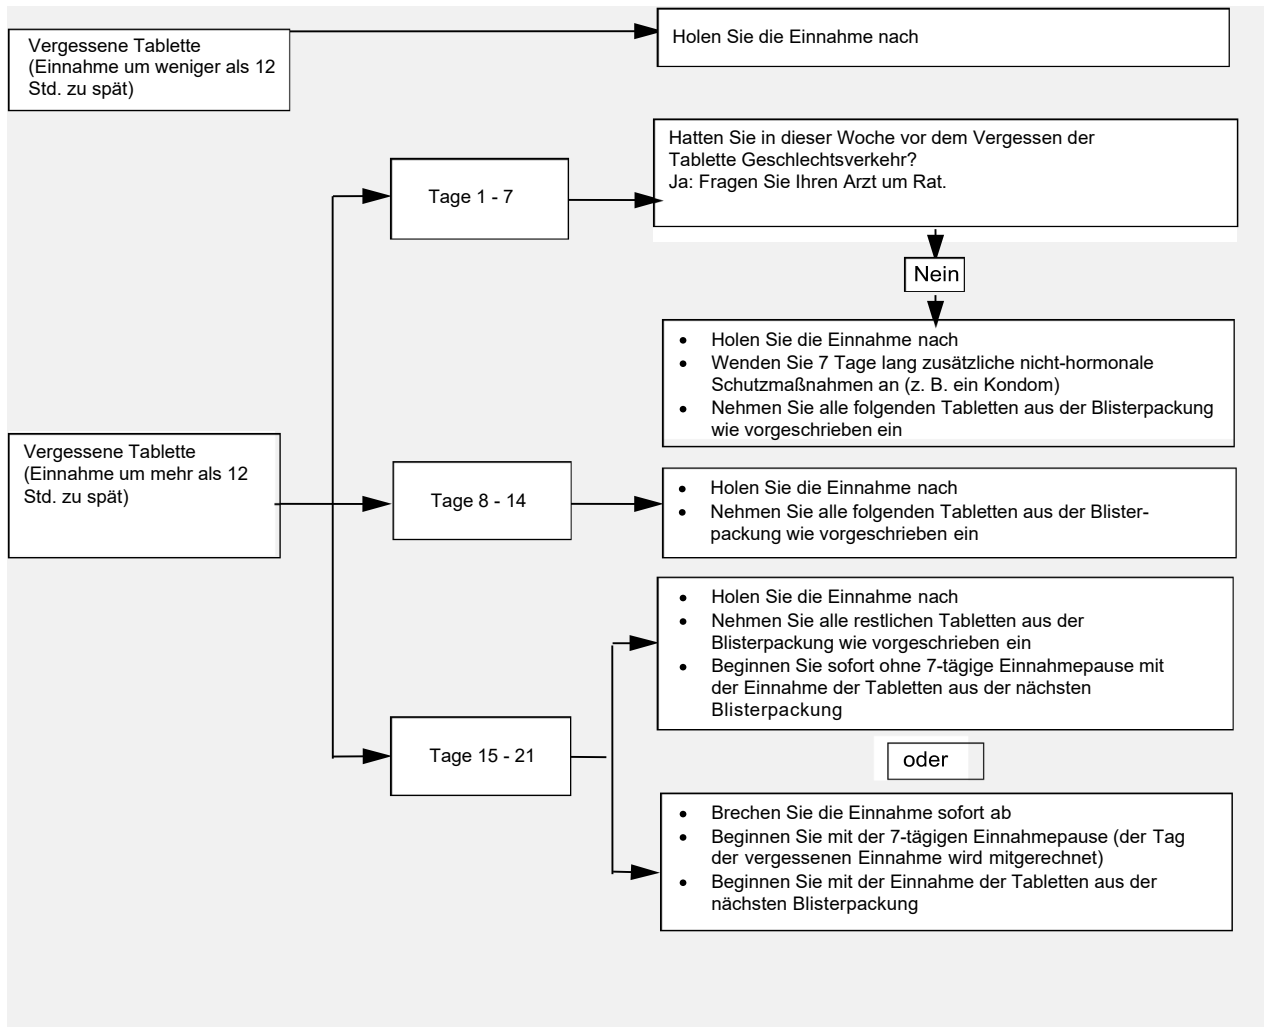 Vergessene Tablette
(Einnahme um weniger als 12
Std. zu spät)
Holen Sie die Einnahme nach
Hatten Sie in dieser Woche vor dem Vergessen der
Tablette Geschlechtsverkehr?
Ja: Fragen Sie Ihren Arzt um Rat.
Tage 1 - 7
Nein
• Holen Sie die Einnahme nach
• Wenden Sie 7 Tage lang zusätzliche nicht-hormonale
Schutzmaßnahmen an (z. B. ein Kondom)
• Nehmen Sie alle folgenden Tabletten aus der Blisterpackung
wie vorgeschrieben ein
Vergessene Tablette
(Einnahme um mehr als 12
Std. zu spät)
Tage 8 - 14
• Holen Sie die Einnahme nach
• Nehmen Sie alle folgenden Tabletten aus der Blister-
packung wie vorgeschrieben ein
• Holen Sie die Einnahme nach
• Nehmen Sie alle restlichen Tabletten aus der
Blisterpackung wie vorgeschrieben ein
• Beginnen Sie sofort ohne 7-tägige Einnahmepause mit
der Einnahme der Tabletten aus der nächsten
Blisterpackung
Tage 15 - 21
oder
• Brechen Sie die Einnahme sofort ab
• Beginnen Sie mit der 7-tägigen Einnahmepause (der Tag
der vergessenen Einnahme wird mitgerechnet)
• Beginnen Sie mit der Einnahme der Tabletten aus der
nächsten Blisterpackung